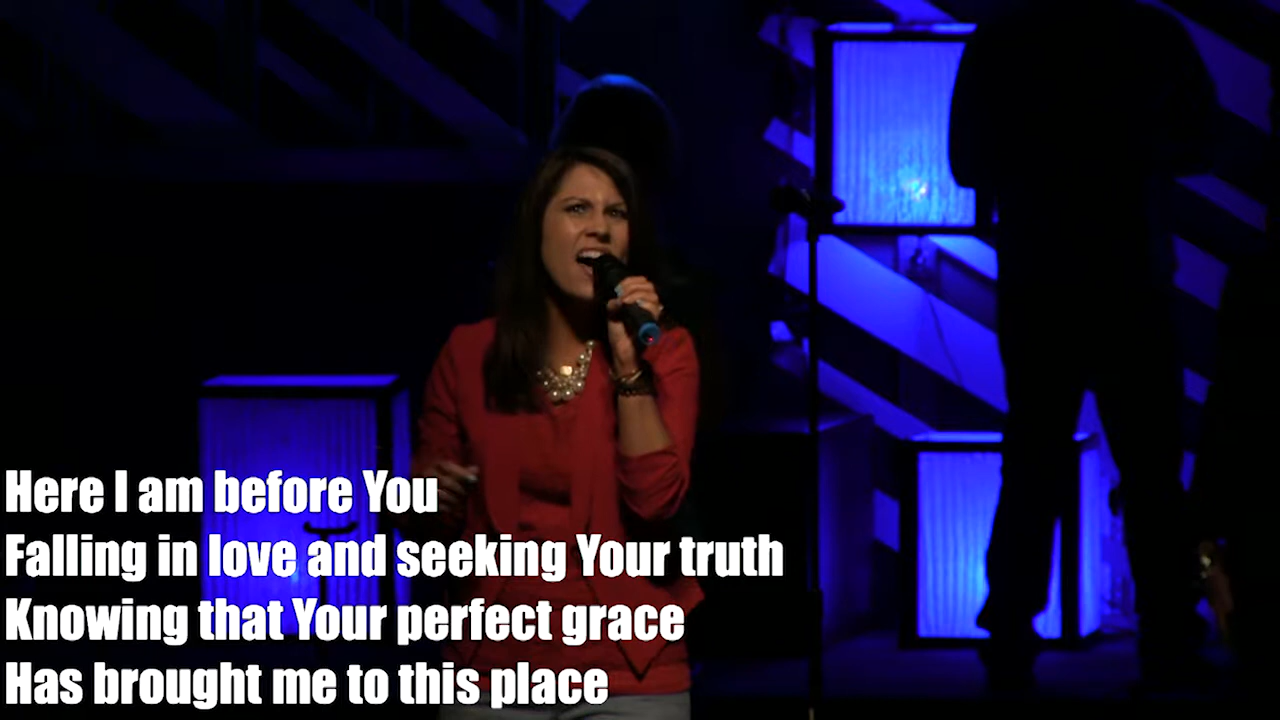 Here I am before You
Falling in love and seeking Your truth
Knowing that Your perfect grace
Has brought me to this place